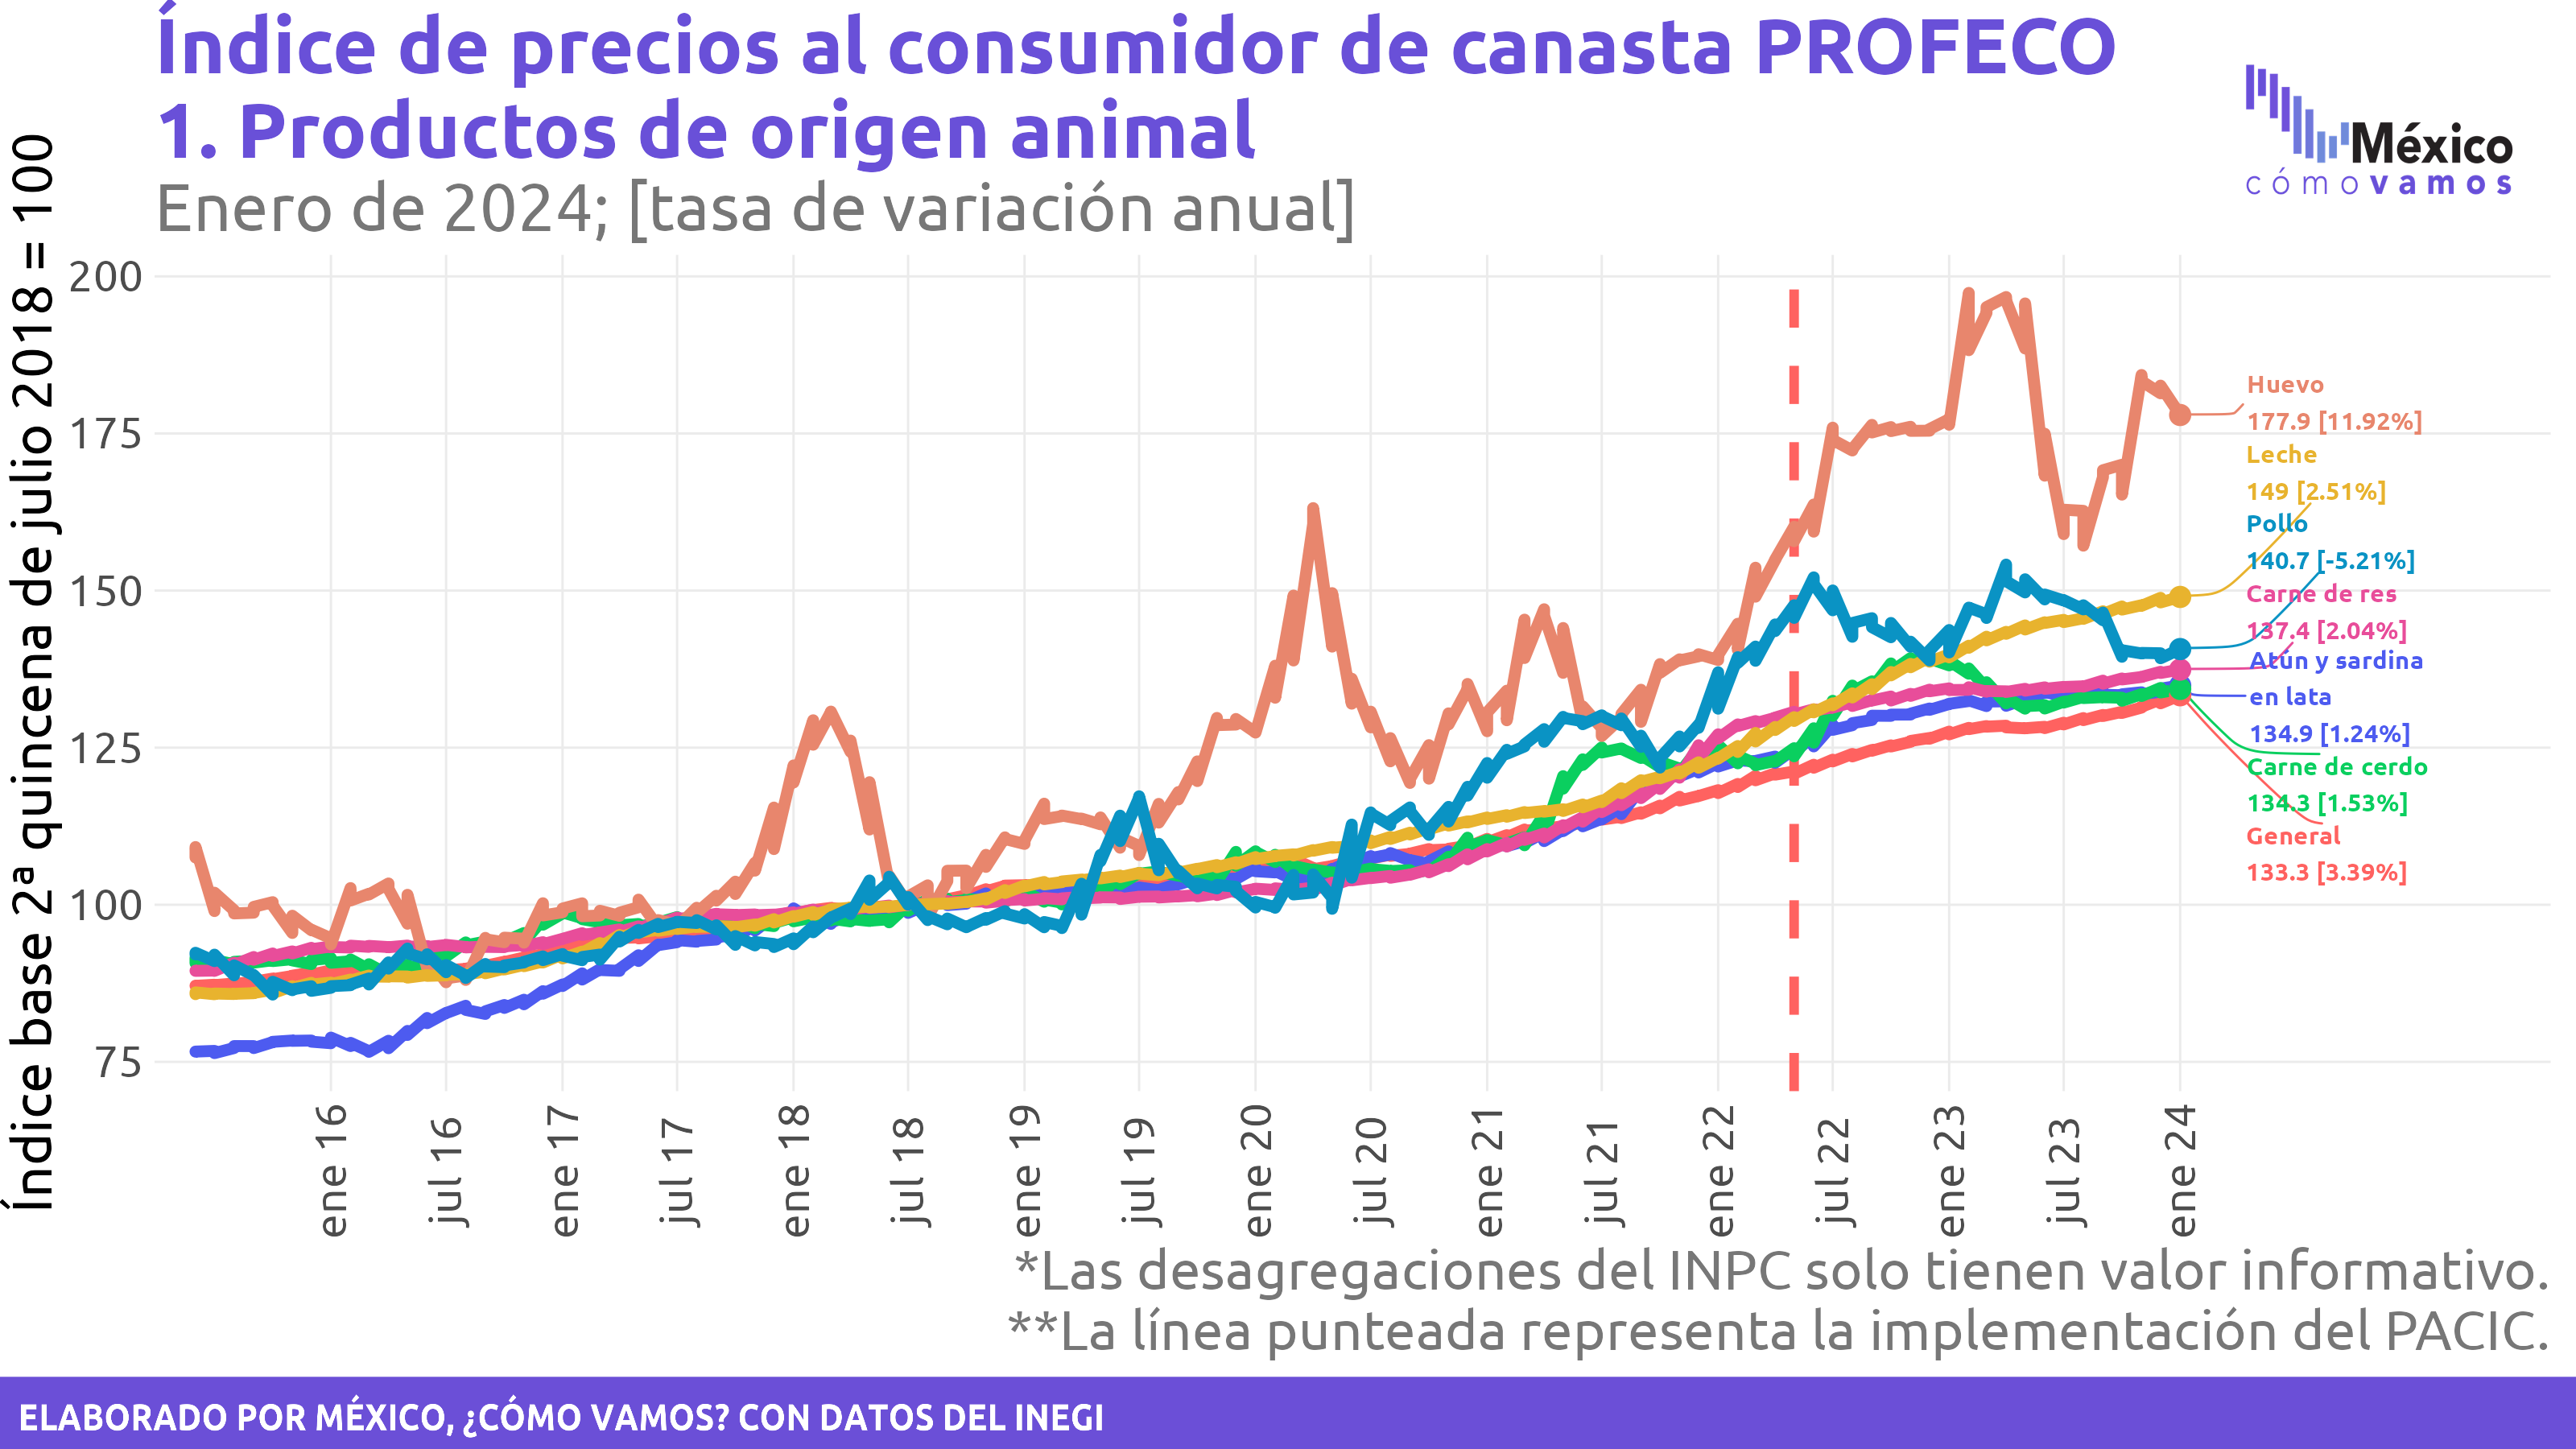 Índice de precios al consumidor de canasta PROFECO
1. Productos de origen animal
Enero de 2024; [tasa de variación anual]
México
cómo vamos
Índice base 2ª quincena de julio 2018 = 100
200
175
150
125
100
75
Huevo
177.9 [11.92%]
Leche
149 [2.51%]
Pollo
140.7 [-5.21%]
Carne de res
137.4 [2.04%]
Atún y sardina
en lata
134.9 [1.24%]
Carne de cerdo
134.3 [1.53%]
General
133.3 [3.39%]
ene 16
jul 16
ene 17
jul 17
ene 18
jul 18
ene 19
jul 19
ene 20
jul 20
ene 21
jul 21
ene 22
jul 22
ene 23
jul 23
ene 24
*Las desagregaciones del INPC solo tienen valor informativo.
**La línea punteada representa la implementación del PACIC.
ELABORADO POR MÉXICO, ¿CÓMO VAMOS? CON DATOS DEL INEGI